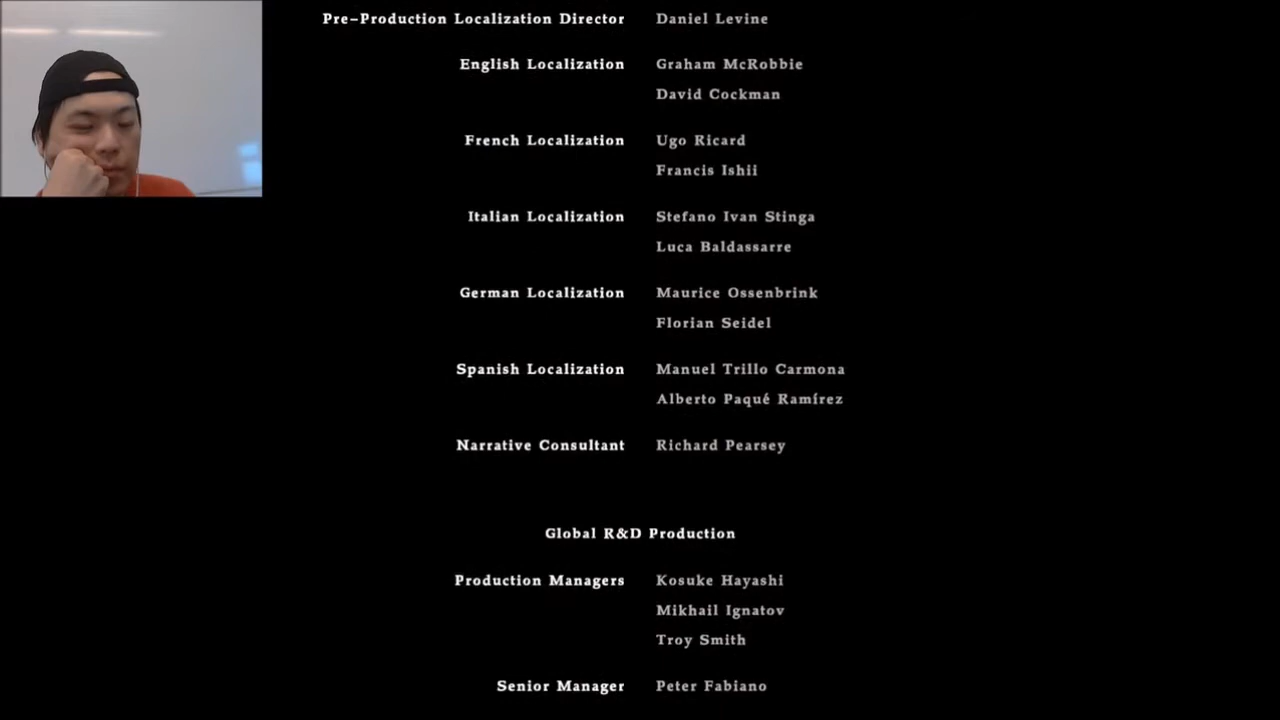 Pre-Production Localization Director Daniel Levine
English Localization Graham McRobbie
David Cockman
French Localization Ugo Ricard
Francis Ishii
Italian Localization Stefano Ivan Stinga
Luca Baldassarre
German Localization Maurice Ossenbrink
Florian Seidel
Spanish Localization Manuel Trillo Carmona
Alberto Paqué Ramírez
Narrative Consultant Richard Pearsey
Global R&D Production
Production Managers Kosuke Hayashi
Mikhail Ignatov
Troy Smith
Senior Manager Peter Fabiano